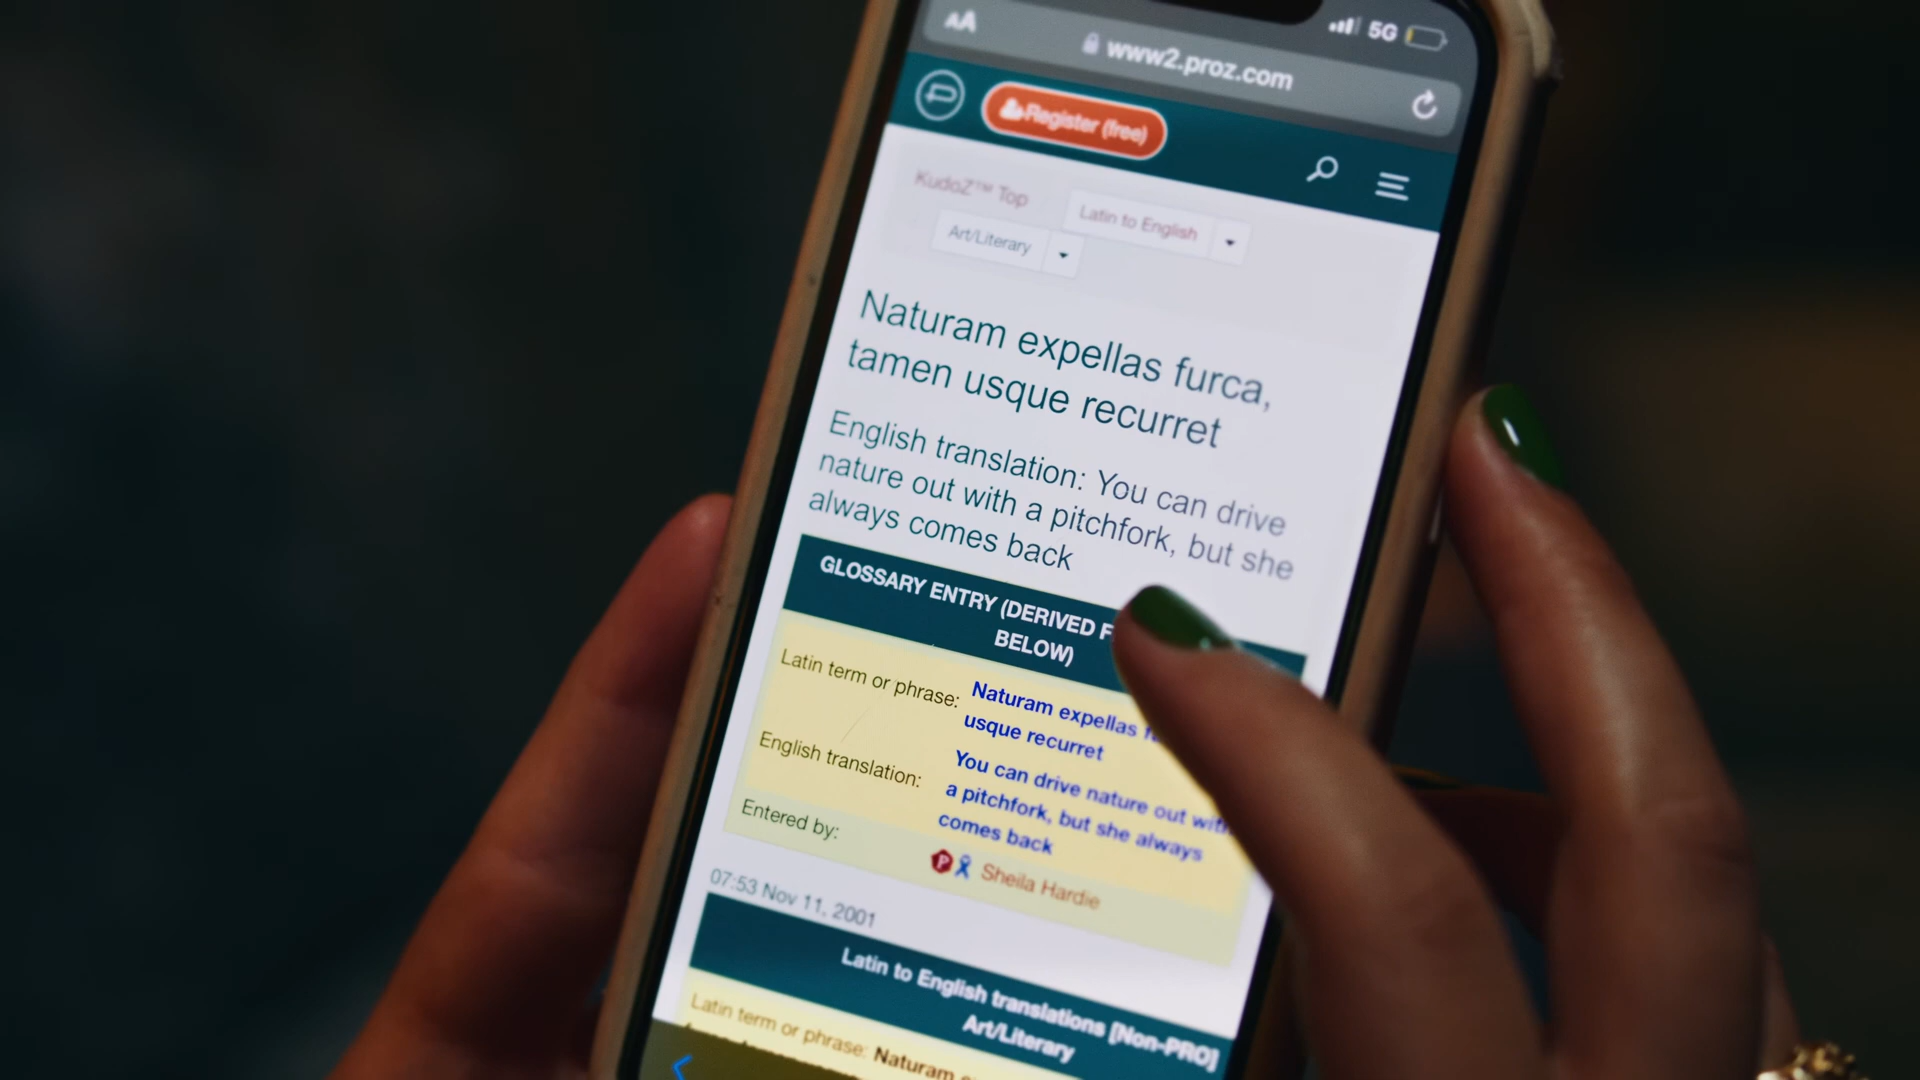 AA
www2.proz.com
5G
Register (free)
KudoZ™ Top
Latin to English
Art/Literary
Naturam expellas furca,
tamen usque recurret
English translation: You can drive
nature out with a pitchfork, but she
always comes back
GLOSSARY ENTRY (DERIVED F
BELOW)
Latin term or phrase:
Naturam expellas
usque recurret
English translation:
You can drive nature out with
a pitchfork, but she always
comes back
Entered by:
P
Sheila Hardie
07:53 Nov 11, 2001
Latin to English translations [Non-PRO]
Art/Literary
Latin term or phrase: Naturam